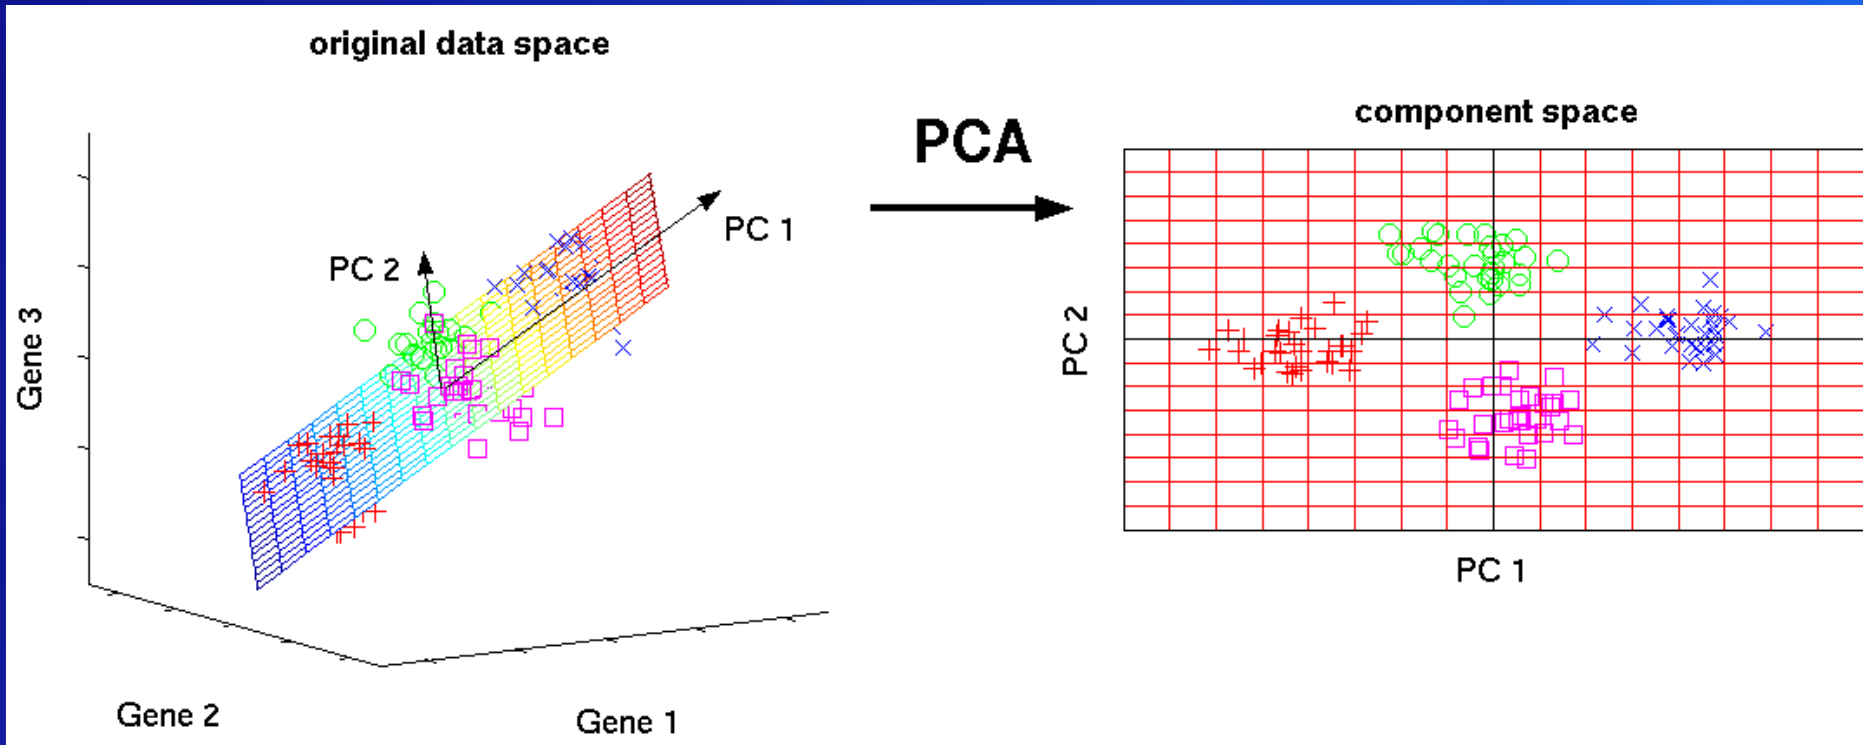 original data space
PC 1
PC 2
Gene 3
Gene 2
Gene 1
PCA
component space
PC 2
PC 1